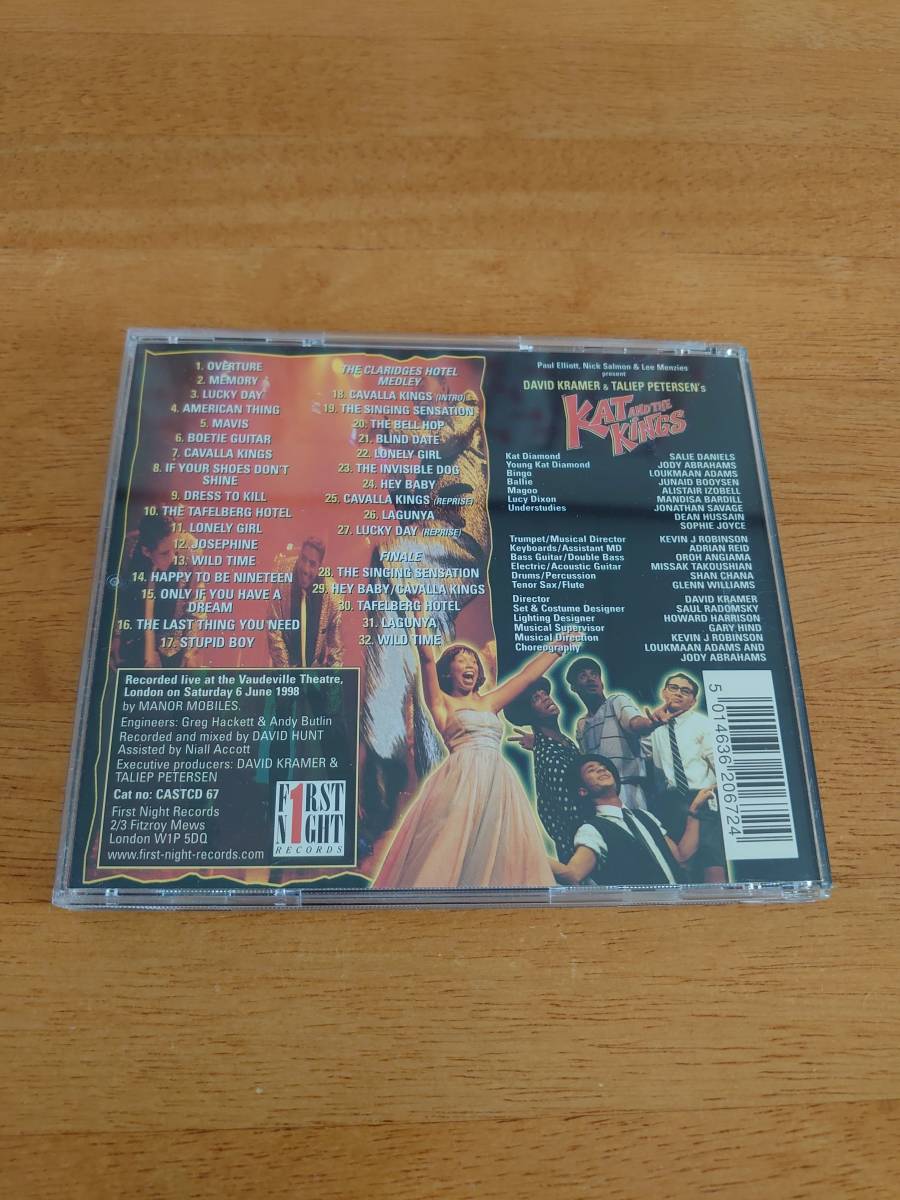 1. OVERTURE
2. MEMORY
3. LUCKY DAY
4. AMERICAN THING
5. MAVIS
6. BOETIE GUITAR
7. CAVALLA KINGS
8. IF YOUR SHOES DON'T
SHINE
9. DRESS TO KILL
10. THE TAFELBERG HOTEL
11. LONELY GIRL
12. JOSEPHINE
13. WILD TIME
14. HAPPY TO BE NINETEEN
15. ONLY IF YOU HAVE A
DREAM
16. THE LAST THING YOU NEED
17. STUPID BOY
THE CLARIDGES HOTEL
MEDLEY
18. CAVALLA KINGS (INTRO)
19. THE SINGING SENSATION
20. THE BELL HOP
21. BLIND DATE
22. LONELY GIRL
23. THE INVISIBLE DOG
24. HEY BABY
25. CAVALLA KINGS (REPRISE)
26. LAGUNYA
27. LUCKY DAY (REPRISE)
FINALE
28. THE SINGING SENSATION
29. HEY BABY/CAVALLA KINGS
30. TAFELBERG HOTEL
31. LAGUNYA
32. WILD TIME
Recorded live at the Vaudeville Theatre,
London on Saturday 6 June 1998
by MANOR MOBILES.
Engineers: Greg Hackett & Andy Butlin
Recorded and mixed by DAVID HUNT
Assisted by Niall Accott
Executive producers: DAVID KRAMER &
TALIEP PETERSEN
Cat no: CASTCD 67
First Night Records
2/3 Fitzroy Mews
London W1P 5DQ
www.first-night-records.com
F1RST
N1GHT
RECORDS
Paul Elliott, Nick Salmon & Lee Menzies
present
DAVID KRAMER & TALIEP PETERSEN's
KAT AND THE
KINGS
Kat Diamond SALIE DANIELS
Young Kat Diamond JODY ABRAHAMS
Bingo LOUKMAAN ADAMS
Ballie JUNAID BOOYSEN
Magoo ALISTAIR IZOBELL
Lucy Dixon MANDISA BARDILL
Understudies JONATHAN SAVAGE
DEAN HUSSAIN
SOPHIE JOYCE
Trumpet/Musical Director KEVIN J ROBINSON
Keyboards/Assistant MD ADRIAN REID
Bass Guitar/Double Bass OROH ANGIAMA
Electric/Acoustic Guitar MISSAK TAKOUSHIAN
Drums/Percussion SHAN CHANA
Tenor Sax/Flute GLENN WILLIAMS
Director DAVID KRAMER
Set & Costume Designer SAUL RADOMSKY
Lighting Designer HOWARD HARRISON
Musical Supervisor GARY HIND
Musical Direction KEVIN J ROBINSON
Choreography LOUKMAAN ADAMS AND
JODY ABRAHAMS
5 014636 206724